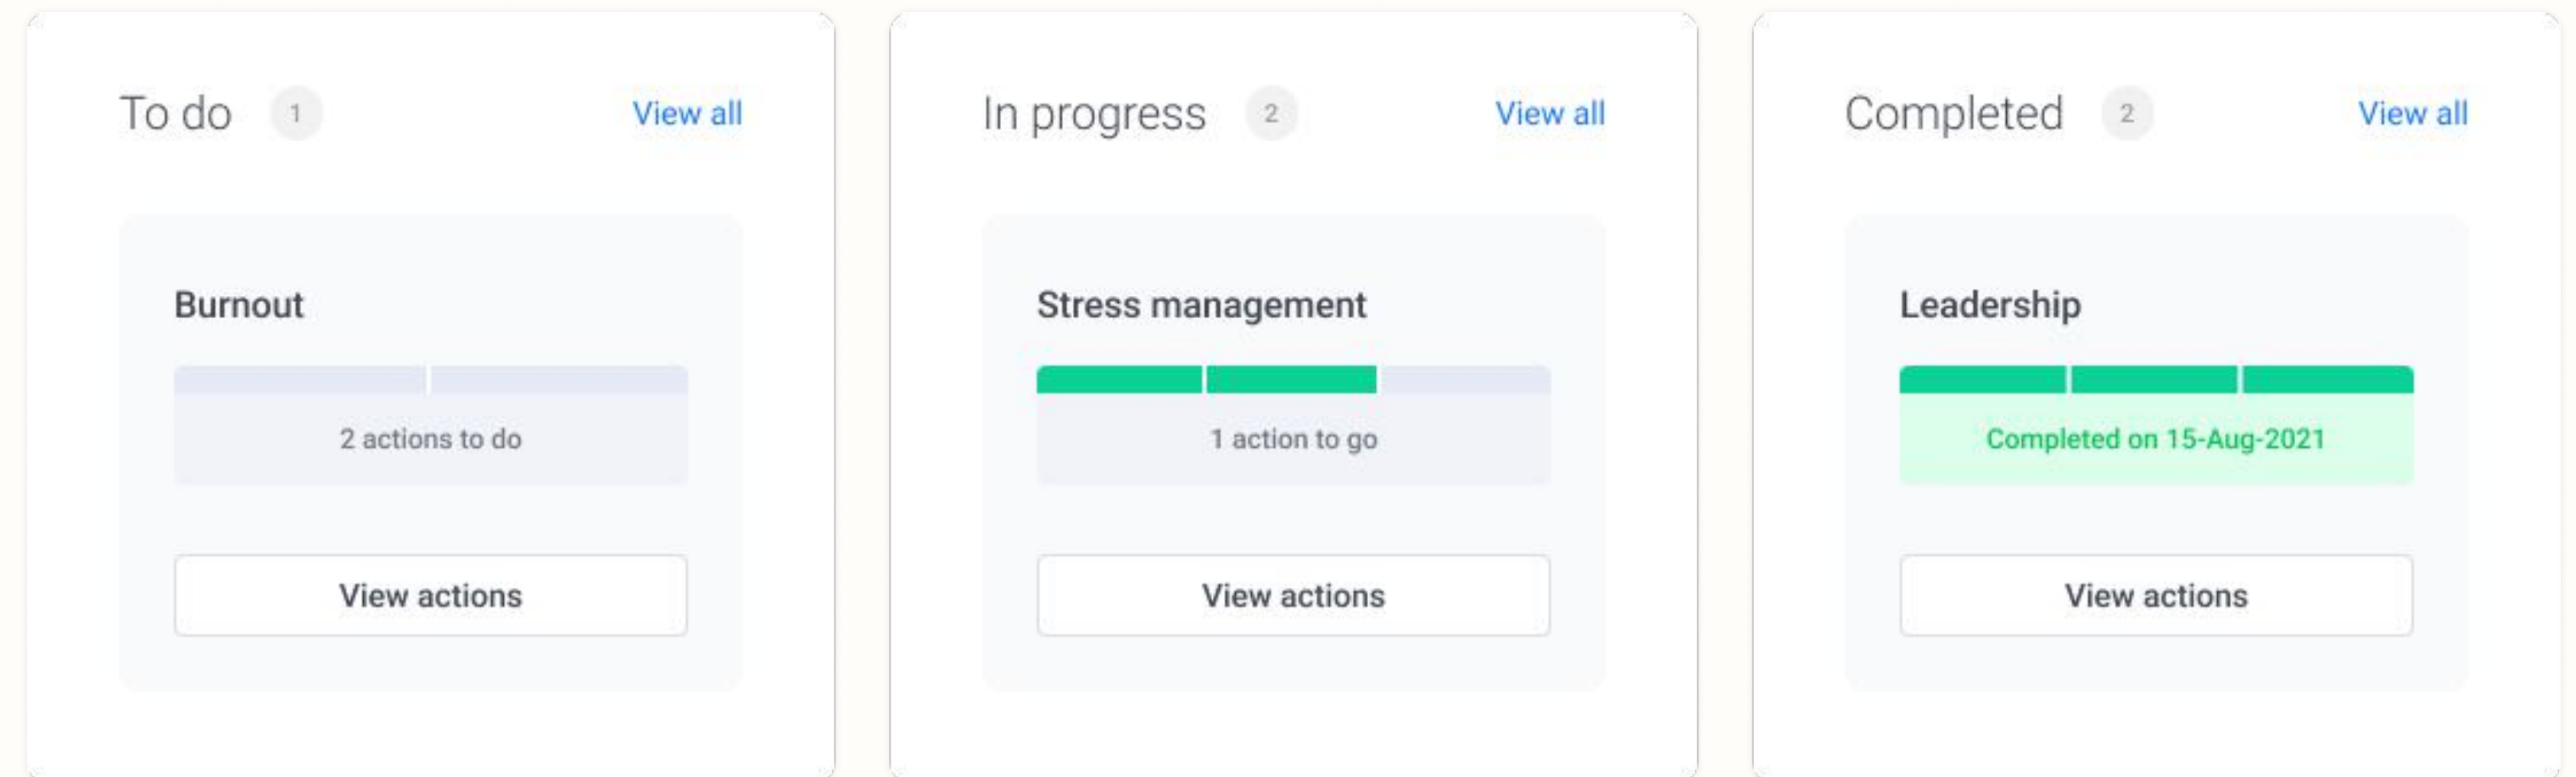 To do 1 View all
Burnout
2 actions to do
View actions
In progress 2 View all
Stress management
1 action to go
View actions
Completed 2 View all
Leadership
Completed on 15-Aug-2021
View actions